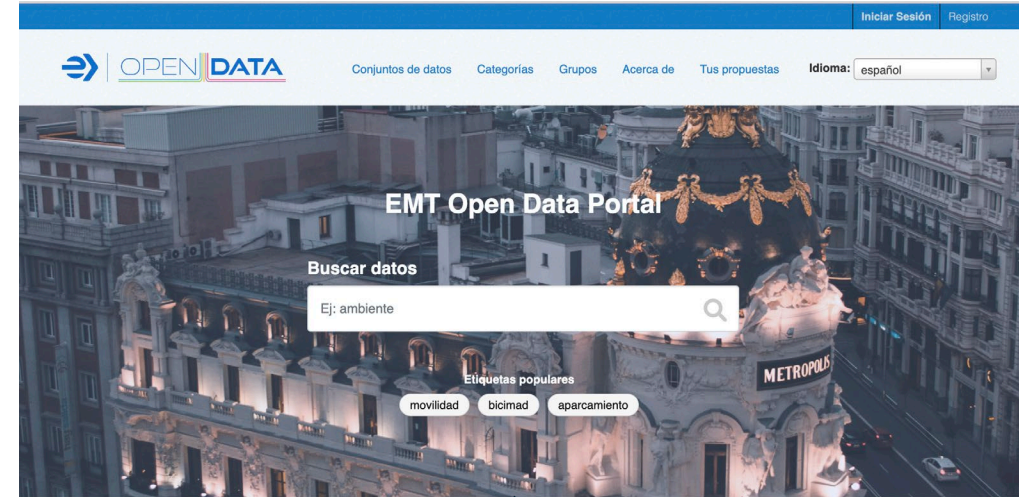 Iniciar Sesión Registro
OPEN DATA
Conjuntos de datos Categorías Grupos Acerca de Tus propuestas Idioma: español
EMT Open Data Portal
Buscar datos
Ej: ambiente
METROPOLIS
Etiquetas populares
movilidad bicimad aparcamiento